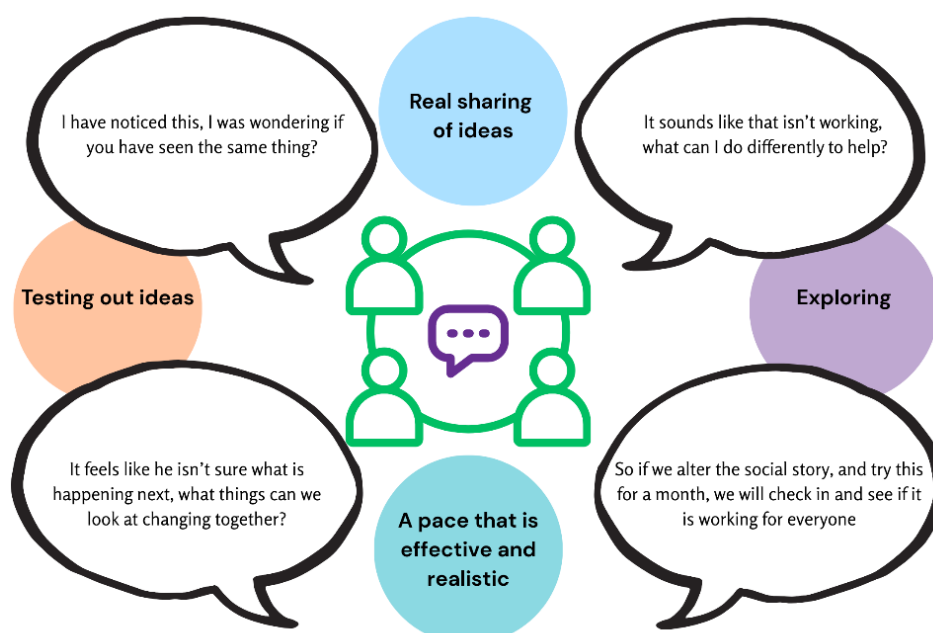 I have noticed this, I was wondering if
you have seen the same thing?
Real sharing
of ideas
It sounds like that isn't working,
what can I do differently to help?
Testing out ideas
Exploring
It feels like he isn't sure what is
happening next, what things can we
look at changing together?
A pace that is
effective and
realistic
So if we alter the social story, and try this
for a month, we will check in and see if it
is working for everyone